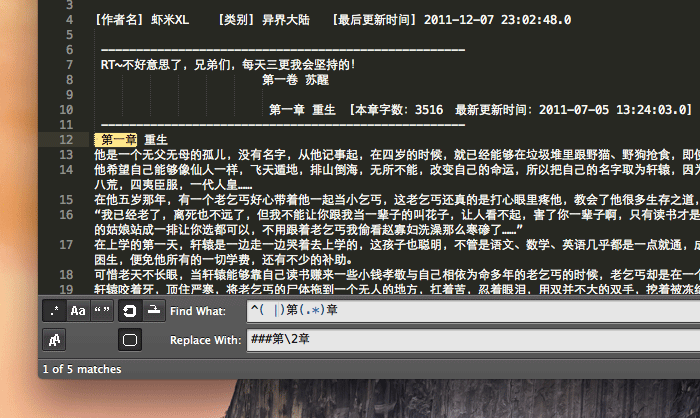 3
4 [作者名] 虾米XL [类别] 异界大陆 [最后更新时间] 2011-12-07 23:02:48.0
5
6 ----------------------------------------------------
7 RT~不好意思了，兄弟们，每天三更我会坚持的！
8 第一卷 苏醒
9
10 第一章 重生 [本章字数：3516 最新更新时间：2011-07-05 13:24:03.0]
11 ----------------------------------------------------
12 第一章 重生
13 他是一个无父无母的孤儿，没有名字，从他记事起，在四岁的时候，就已经能够在垃圾堆里跟野猫、野狗抢食，即使
14 他希望自己能够像仙人一样，飞天遁地，排山倒海，无所不能，改变自己的命运，所以把自己的名字取为轩辕，因为
八荒，四夷臣服，一代人皇……
15 在他五岁那年，有一个老乞丐好心带着他一起当小乞丐，这老乞丐还真的是打心眼里疼他，教会了他很多生存之道，
16 “我已经老了，离死也不远了，但我不能让你跟我当一辈子的叫花子，让人看不起，害了你一辈子啊，只有读书才是
的姑娘站成一排让你选都可以，不用跟着老乞丐我偷看赵寡妇洗澡那么寒碜了……”
17 在上学的第一天，轩辕是一边走一边哭着去上学的，这孩子也聪明，不管是语文、数学、英语几乎都是一点就通，成
困生，便免他所有的一切学费，还有不少的补助。
18 可惜老天不长眼，当轩辕能够靠自己读书赚来一些小钱孝敬与自己相依为命多年的老乞丐的时候，老乞丐却是在一个
19 轩辕咬着牙，顶住严寒，将老乞丐的尸体拖到一个无人的地方，扛着苦，忍着眼泪，用双并不大的双手，挖着被冻结
.* Aa “” Find What: ^( |)第(.*)章
Replace With: ###第\2章
1 of 5 matches